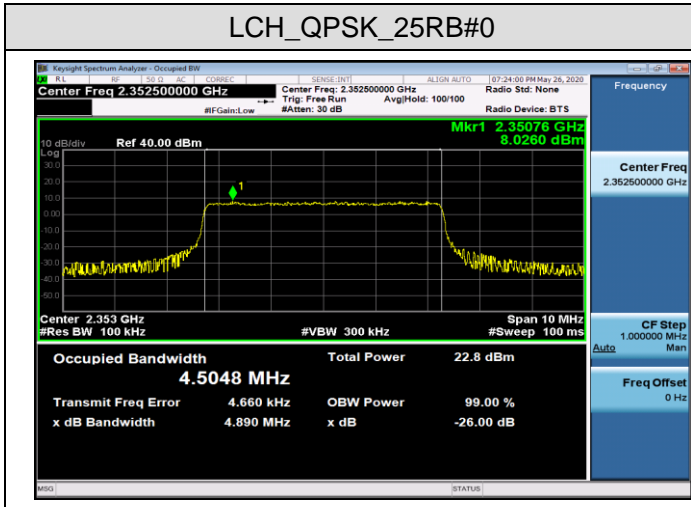 LCH_QPSK_25RB#0
Keysight Spectrum Analyzer - Occupied BW
RL RF 50 Ω AC CORREC SENSE:INT ALIGN AUTO 07:24:00 PM May 26, 2020
Center Freq 2.352500000 GHz Center Freq: 2.352500000 GHz Radio Std: None
Trig: Free Run Avg|Hold: 100/100
#IFGain:Low #Atten: 30 dB Radio Device: BTS
Mkr1 2.35076 GHz
10 dB/div Ref 40.00 dBm 8.0260 dBm
Log
30.0
20.0
10.0
1
0.00
-10.0
-20.0
-30.0
-40.0
-50.0
Center 2.353 GHz Span 10 MHz
#Res BW 100 kHz #VBW 300 kHz #Sweep 100 ms
Occupied Bandwidth Total Power 22.8 dBm
4.5048 MHz
Transmit Freq Error 4.660 kHz OBW Power 99.00 %
x dB Bandwidth 4.890 MHz x dB -26.00 dB
MSG STATUS
Frequency
Center Freq
2.352500000 GHz
CF Step
1.000000 MHz
Auto Man
Freq Offset
0 Hz